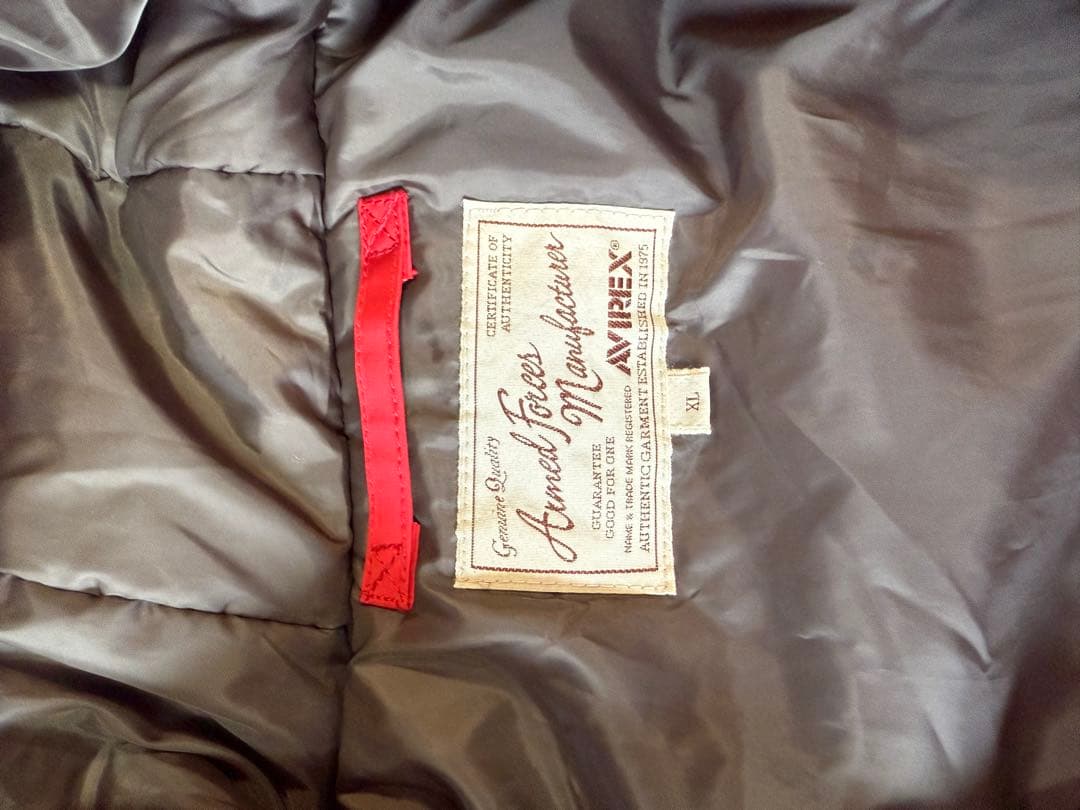 Genuine Quality
CERTIFICATE OF
AUTHENTICITY
Armed Forces
Manufacturer
GUARANTEE
GOOD FOR ONE
AVIREX®
NAME & TRADE MARK REGISTERED
AUTHENTIC GARMENT ESTABLISHED IN 1975
XL